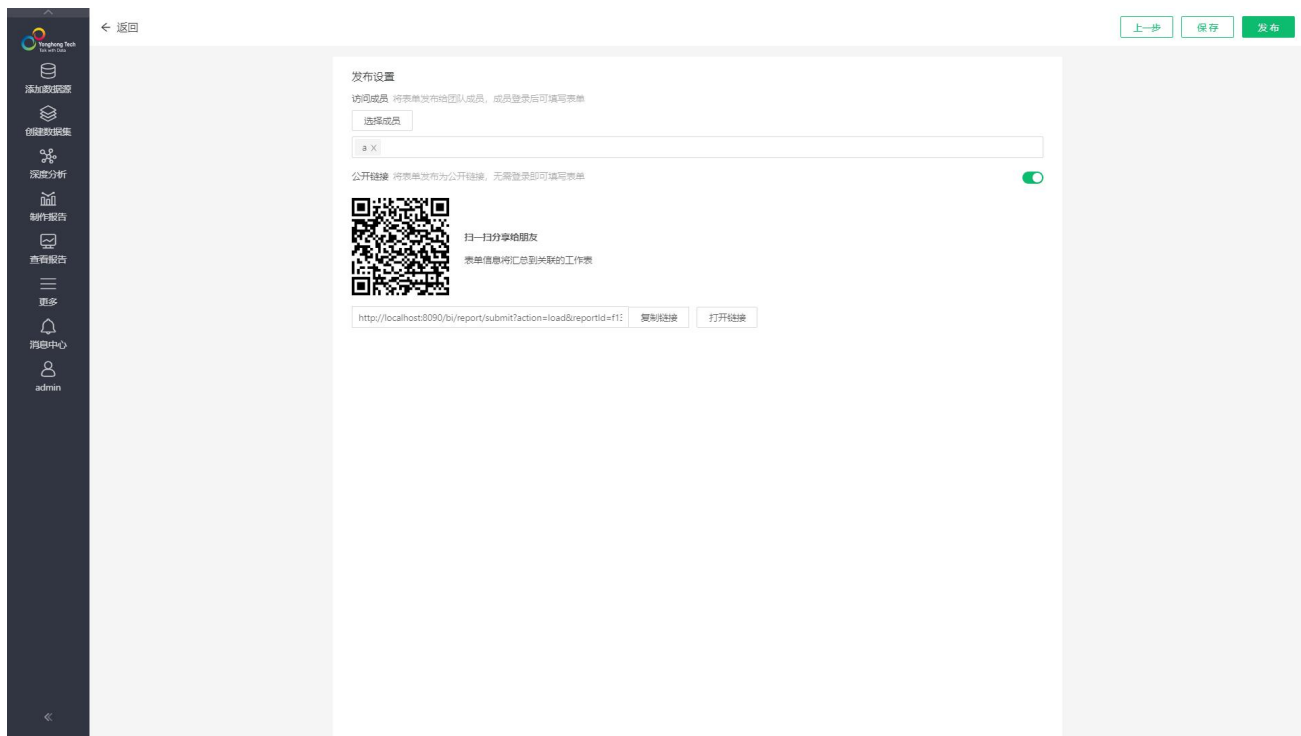 Yonghong Tech
Talk with Data
添加数据源
创建数据集
深度分析
制作报告
查看报告
更多
消息中心
admin
返回
上一步
保存
发布
发布设置
访问成员 将表单发布给团队成员，成员登录后可填写表单
选择成员
a X
公开链接 将表单发布为公开链接，无需登录即可填写表单
扫一扫分享给朋友
表单信息将汇总到关联的工作表
http://localhost:8090/bi/report/submit?action=load&reportId=f13
复制链接
打开链接